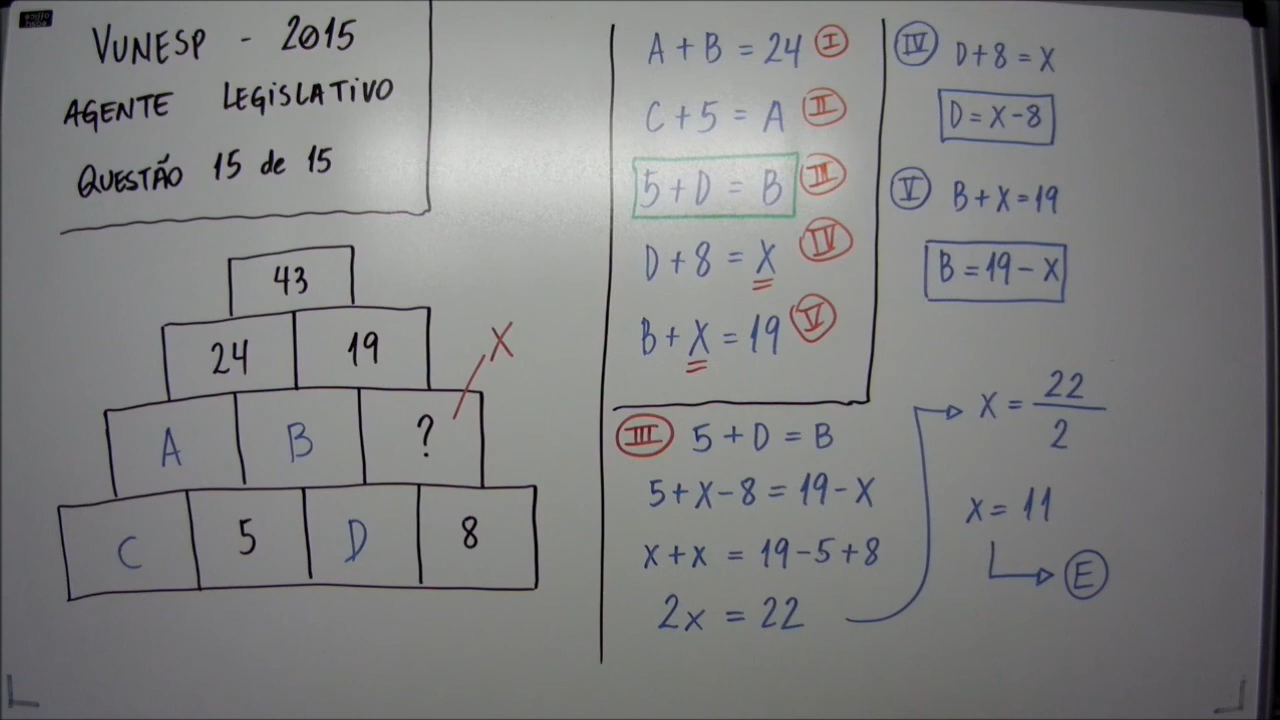 VUNESP - 2015
AGENTE LEGISLATIVO
QUESTÃO 15 de 15
43
24 19
X
A B ?
C 5 D 8
A + B = 24 I
C + 5 = A II
5 + D = B III
D + 8 = X IV
B + X = 19 V
III 5 + D = B
5 + X - 8 = 19 - X
X + X = 19 - 5 + 8
2x = 22
IV D + 8 = X
D = X - 8
V B + X = 19
B = 19 - X
X = 22/2
X = 11
E